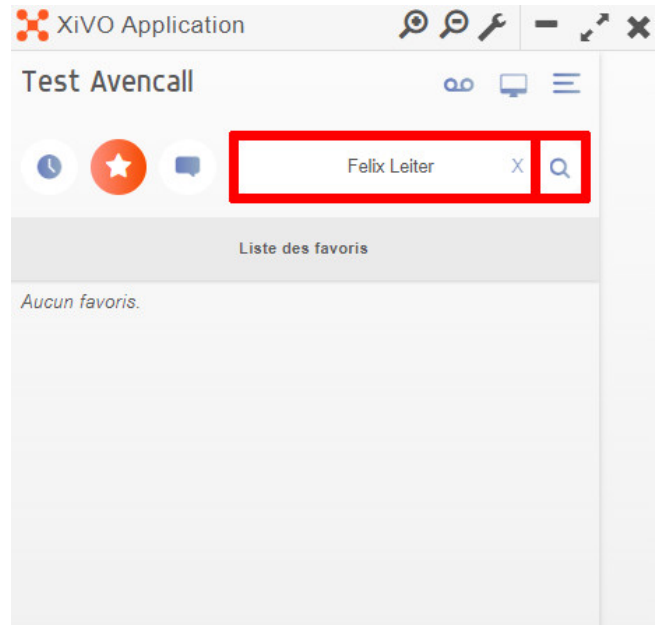 XiVO Application
Test Avencall
Felix Leiter X
Liste des favoris
Aucun favoris.